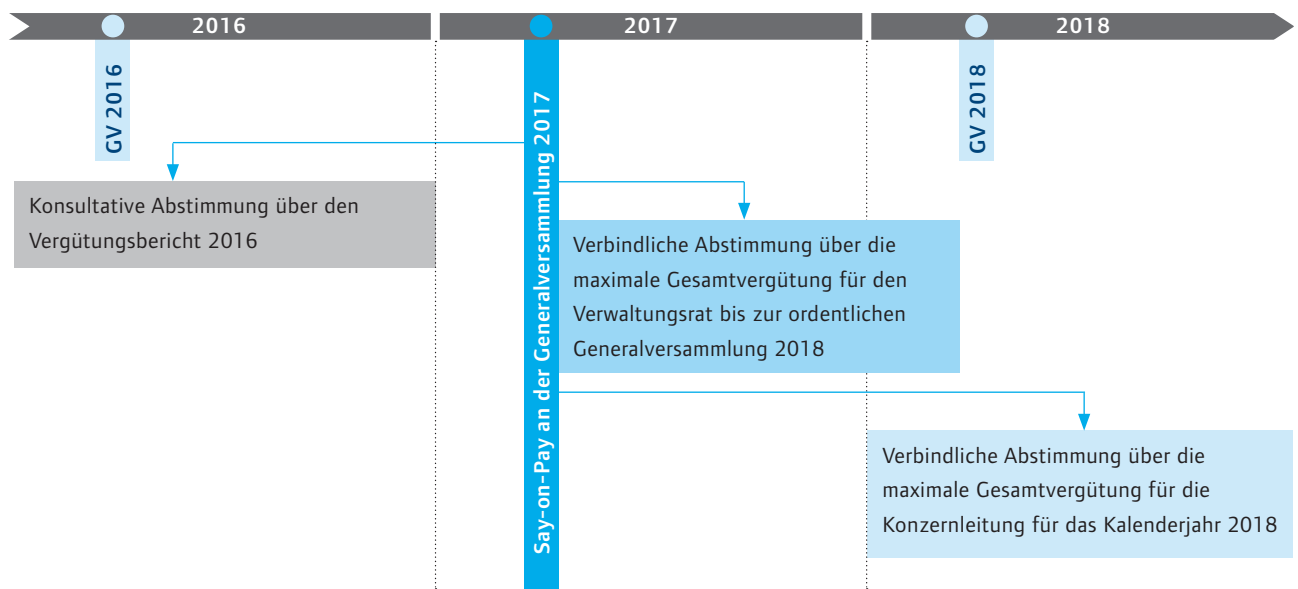 2016
2017
2018
GV 2016
Say-on-Pay an der Generalversammlung 2017
GV 2018
Konsultative Abstimmung über den
Vergütungsbericht 2016
Verbindliche Abstimmung über die
maximale Gesamtvergütung für den
Verwaltungsrat bis zur ordentlichen
Generalversammlung 2018
Verbindliche Abstimmung über die
maximale Gesamtvergütung für die
Konzernleitung für das Kalenderjahr 2018